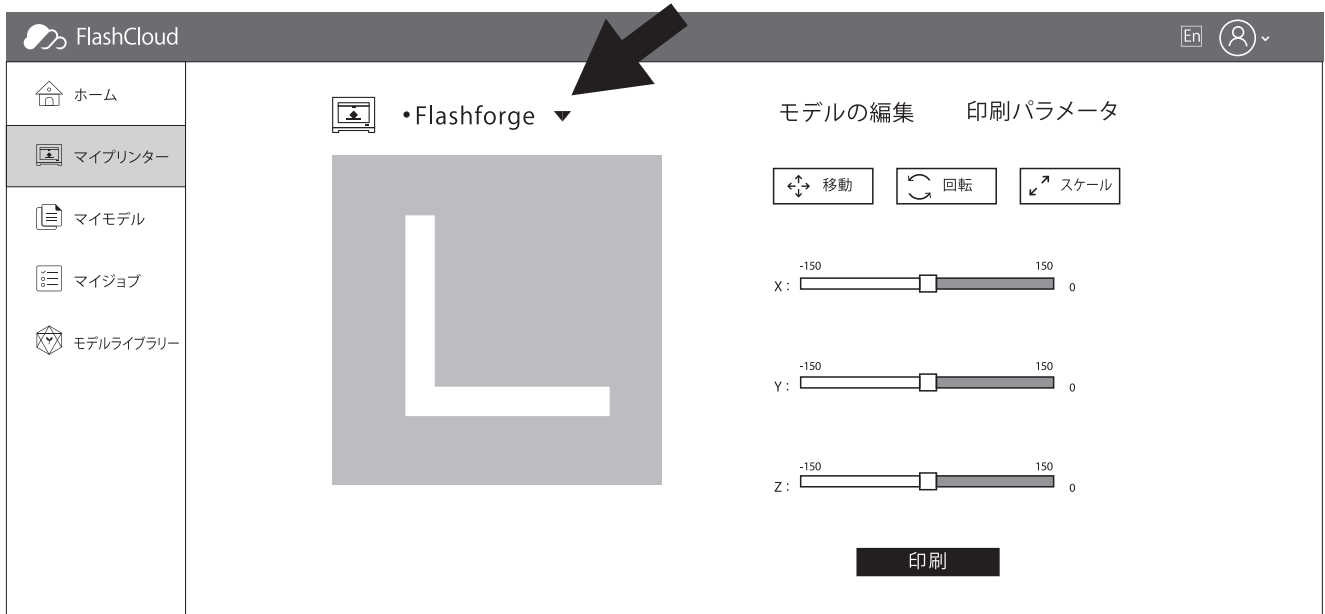 FlashCloud
En
ホーム
マイプリンター
マイモデル
マイジョブ
モデルライブラリー
•Flashforge ▼
モデルの編集 印刷パラメータ
移動 回転 スケール
-150 150
X: 0
-150 150
Y: 0
-150 150
Z: 0
印刷